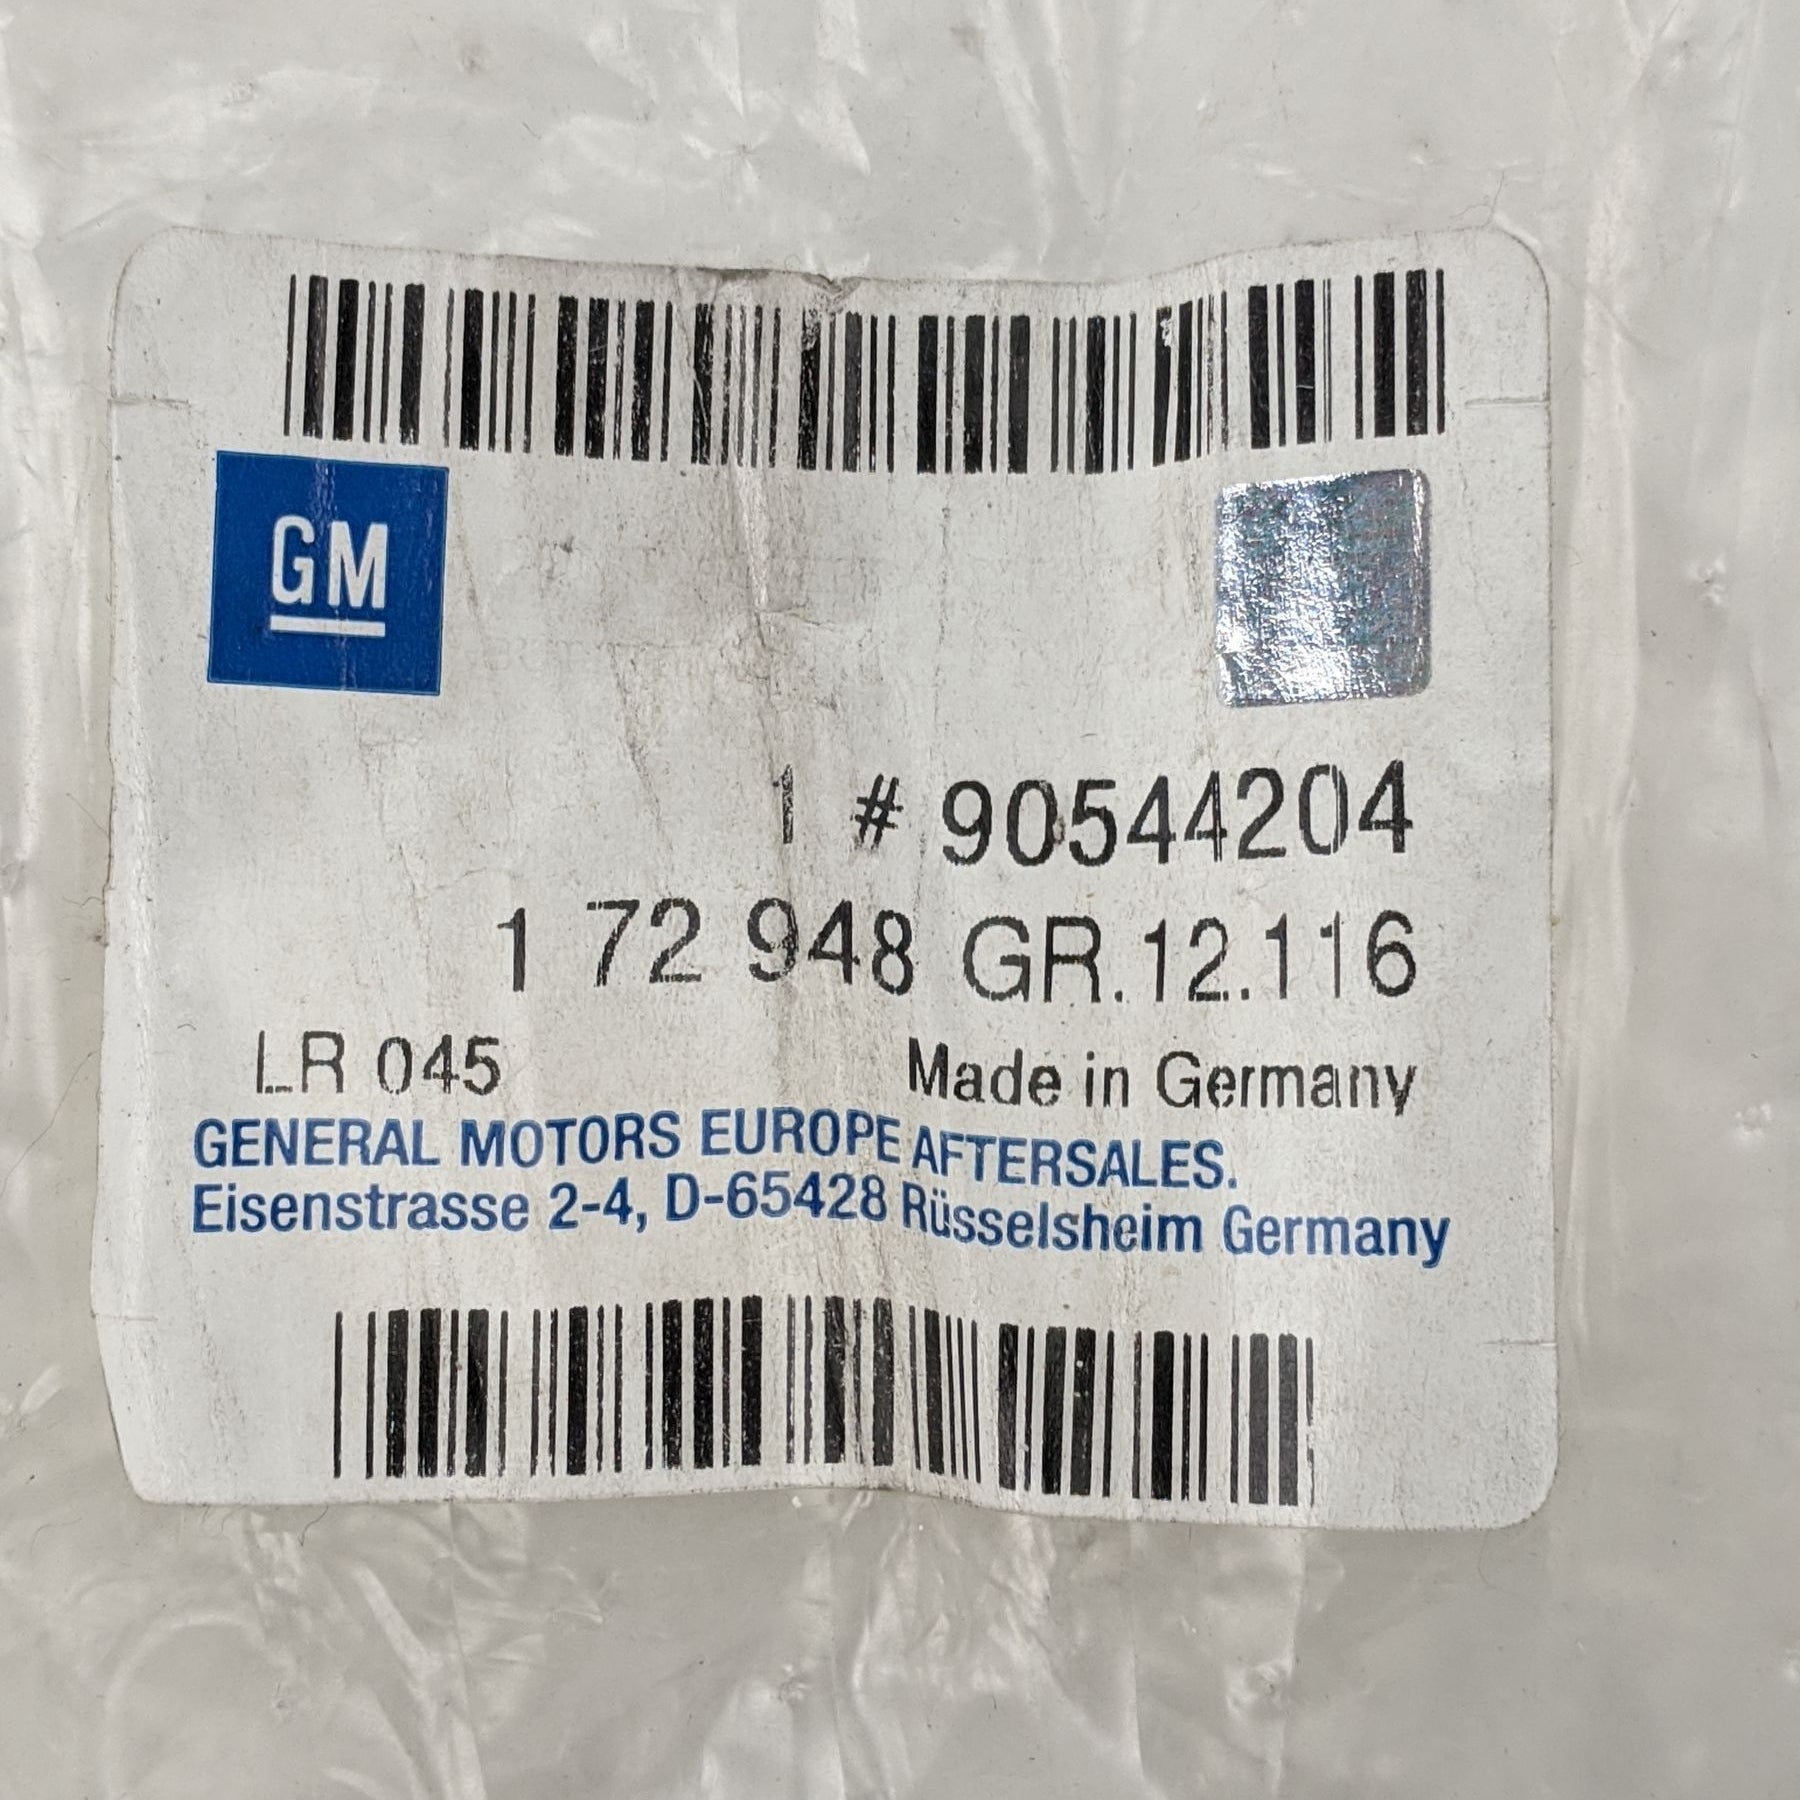 GM
1 # 90544204
1 72 948 GR.12.116
LR 045 Made in Germany
GENERAL MOTORS EUROPE AFTERSALES.
Eisenstrasse 2-4, D-65428 Rüsselsheim Germany